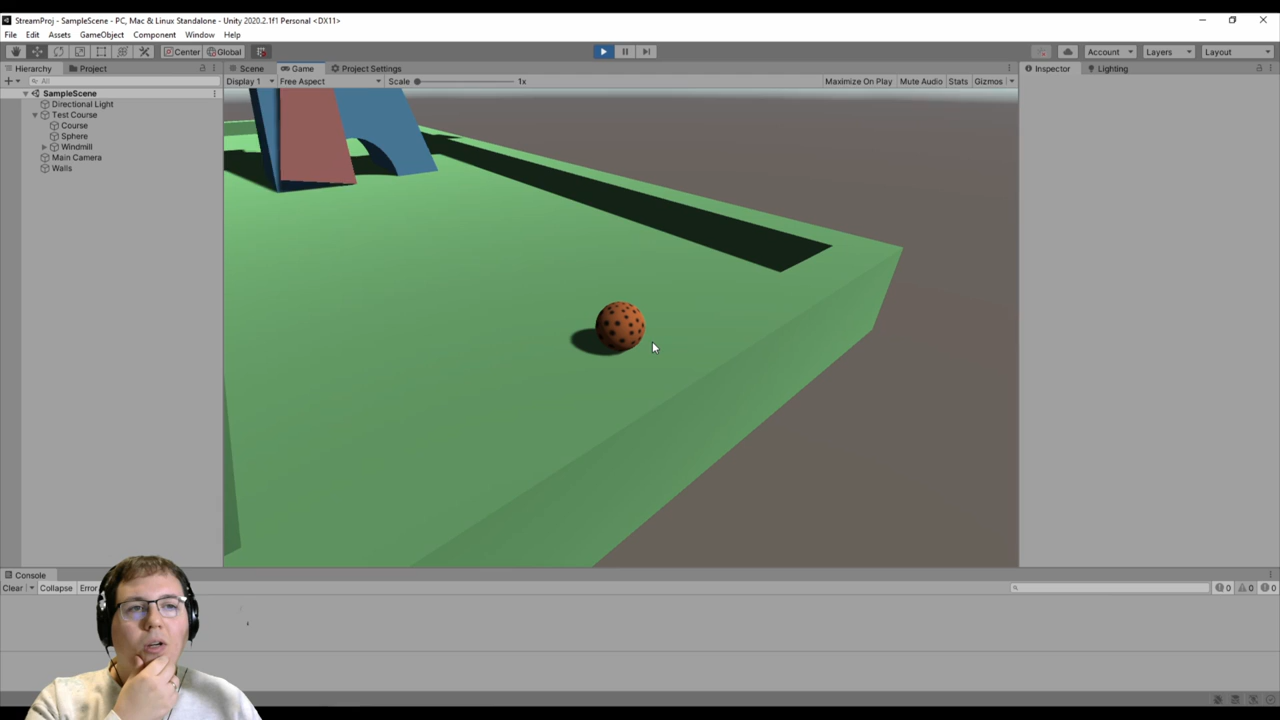 StreamProj - SampleScene - PC, Mac & Linux Standalone - Unity 2020.2.1f1 Personal <DX11>
File Edit Assets GameObject Component Window Help
Center Global Account Layers Layout
Hierarchy Project Scene Game Project Settings Inspector Lighting
All Display 1 Free Aspect Scale 1x Maximize On Play Mute Audio Stats Gizmos
SampleScene
Directional Light
Test Course
Course
Sphere
Windmill
Main Camera
Walls
Console
Clear Collapse Error 0 0 0